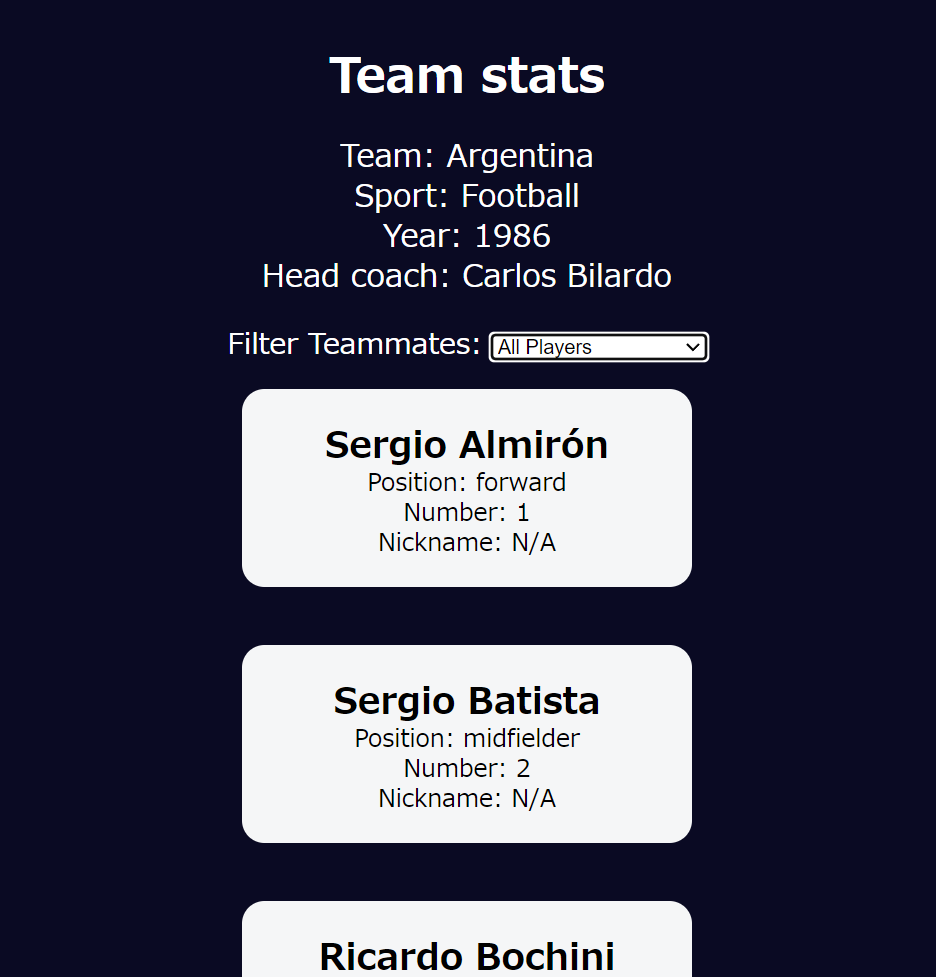 Team stats
Team: Argentina
Sport: Football
Year: 1986
Head coach: Carlos Bilardo
Filter Teammates: All Players
Sergio Almirón
Position: forward
Number: 1
Nickname: N/A
Sergio Batista
Position: midfielder
Number: 2
Nickname: N/A
Ricardo Bochini